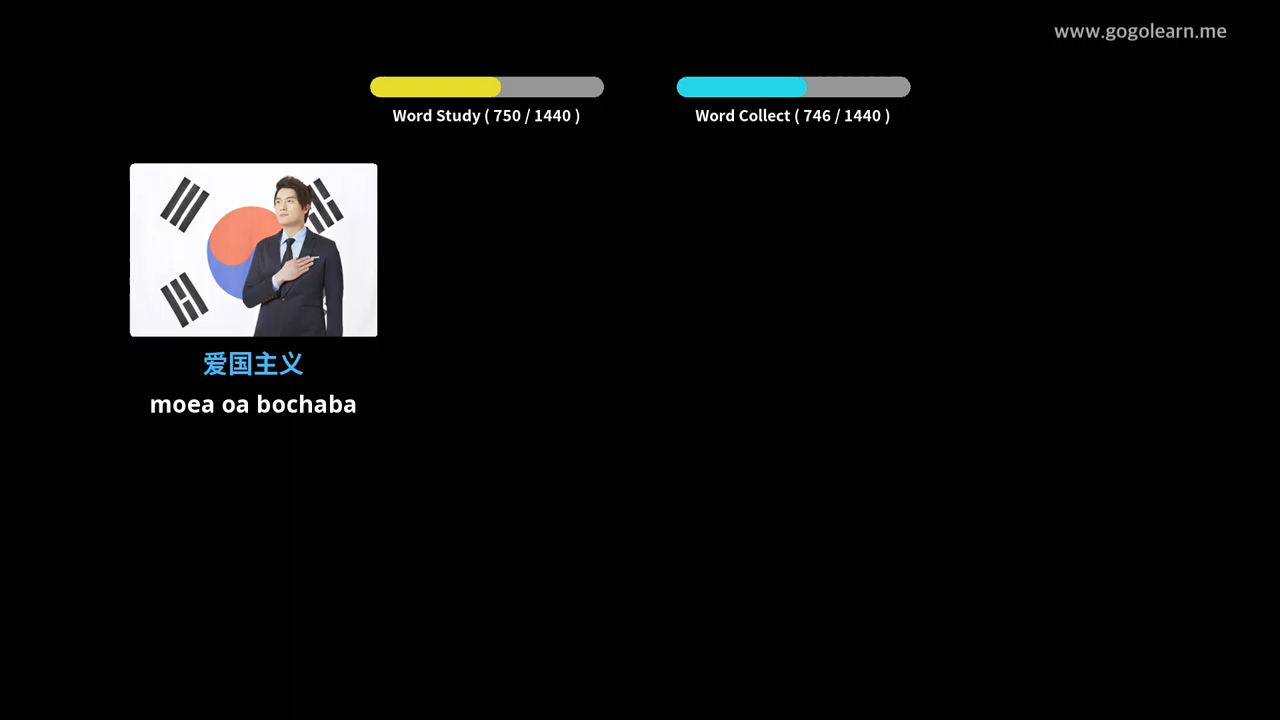 www.gogolearn.me
Word Study ( 750 / 1440 )
Word Collect ( 746 / 1440 )
爱国主义
moea oa bochaba